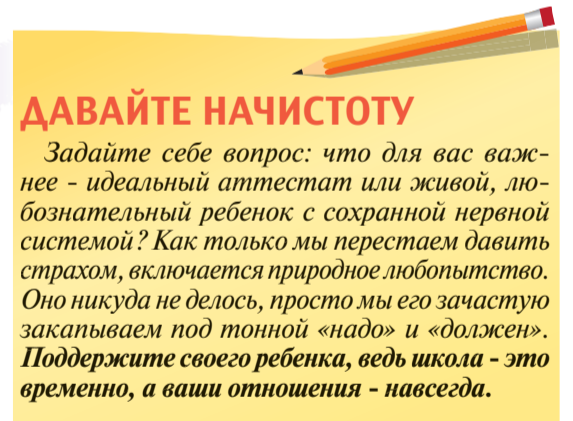 ДАВАЙТЕ НАЧИСТОТУ
Задайте себе вопрос: что для вас важ-
нее - идеальный аттестат или живой, лю-
бознательный ребенок с сохранной нервной
системой? Как только мы перестаем давить
страхом, включается природное любопытство.
Оно никуда не делось, просто мы его зачастую
закапываем под тонной «надо» и «должен».
Поддержите своего ребенка, ведь школа - это
временно, а ваши отношения - навсегда.